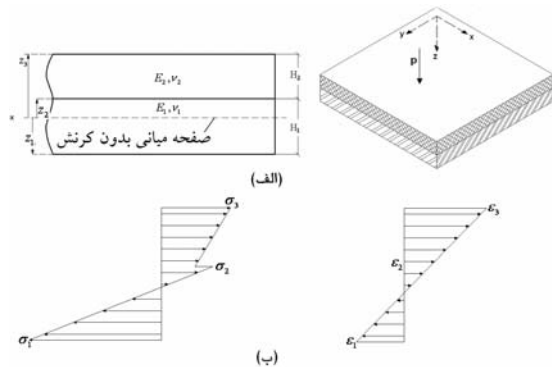 y
x
z
P
z₃
z₂
z₁
x
E₂,ν₂
E₁,ν₁
H₂
H₁
صفحه میانی بدون کرنش
(الف)
σ₃
σ₂
σ₁
ε₃
ε₂
ε₁
(ب)